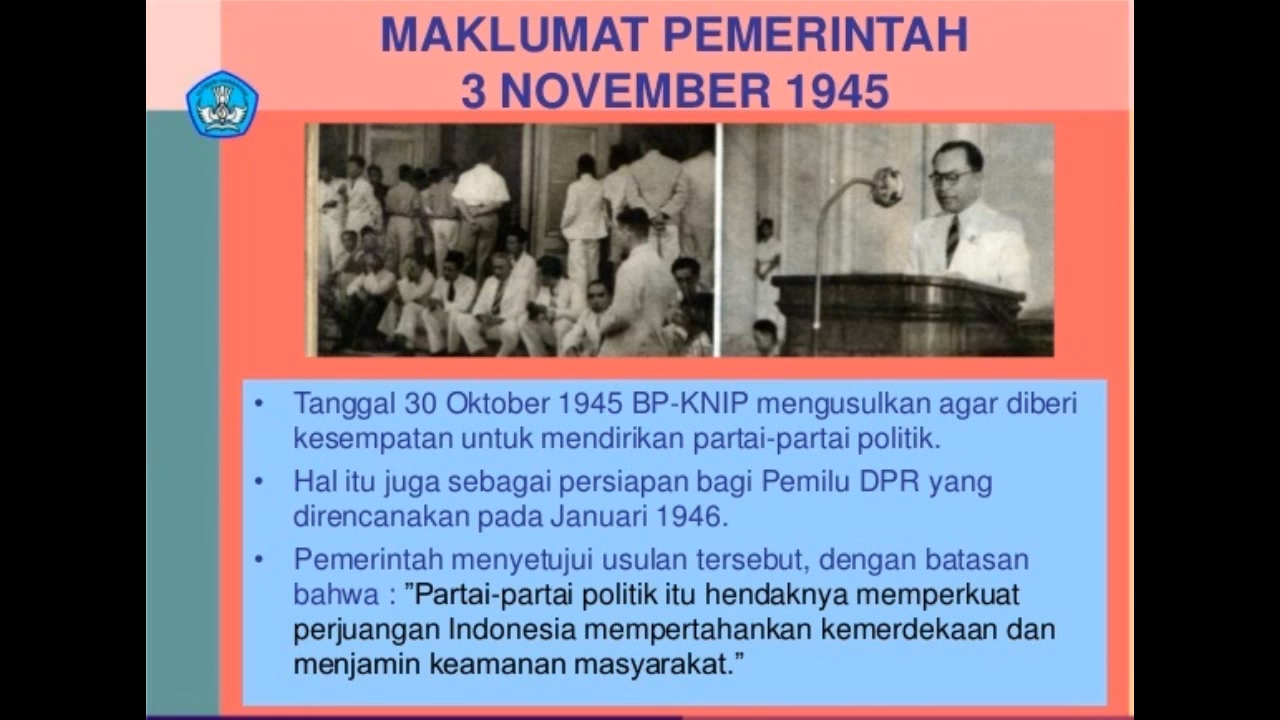 MAKLUMAT PEMERINTAH
3 NOVEMBER 1945
• Tanggal 30 Oktober 1945 BP-KNIP mengusulkan agar diberi
kesempatan untuk mendirikan partai-partai politik.
• Hal itu juga sebagai persiapan bagi Pemilu DPR yang
direncanakan pada Januari 1946.
• Pemerintah menyetujui usulan tersebut, dengan batasan
bahwa : ”Partai-partai politik itu hendaknya memperkuat
perjuangan Indonesia mempertahankan kemerdekaan dan
menjamin keamanan masyarakat.”